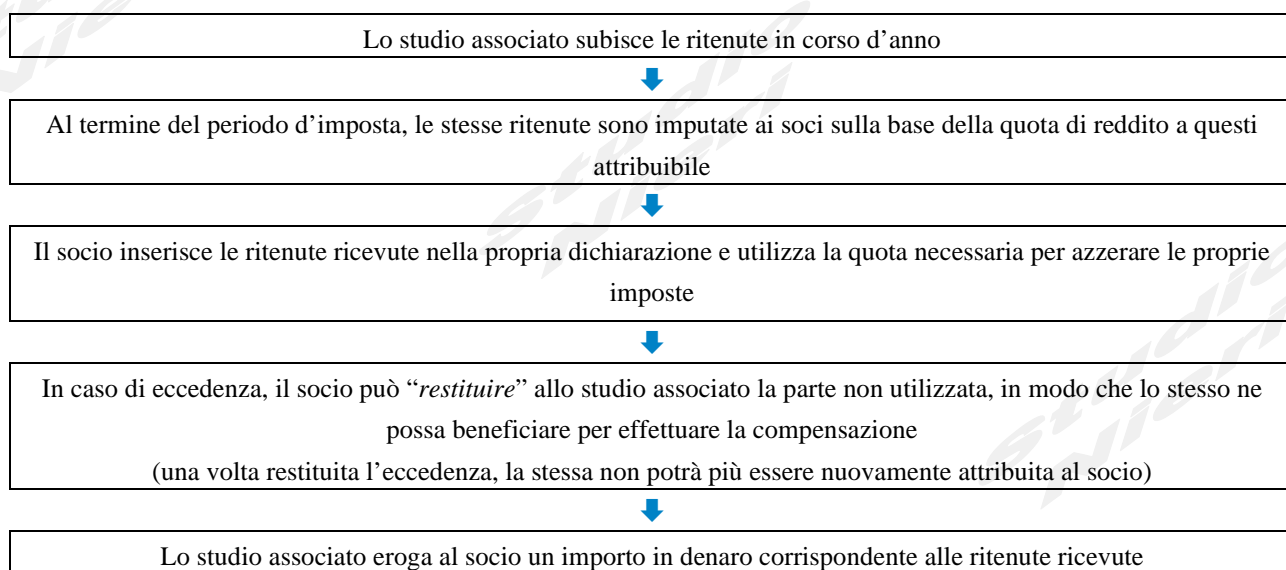 Lo studio associato subisce le ritenute in corso d’anno
Al termine del periodo d’imposta, le stesse ritenute sono imputate ai soci sulla base della quota di reddito a questi
attribuibile
Il socio inserisce le ritenute ricevute nella propria dichiarazione e utilizza la quota necessaria per azzerare le proprie
imposte
In caso di eccedenza, il socio può “restituire” allo studio associato la parte non utilizzata, in modo che lo stesso ne
possa beneficiare per effettuare la compensazione
(una volta restituita l’eccedenza, la stessa non potrà più essere nuovamente attribuita al socio)
Lo studio associato eroga al socio un importo in denaro corrispondente alle ritenute ricevute